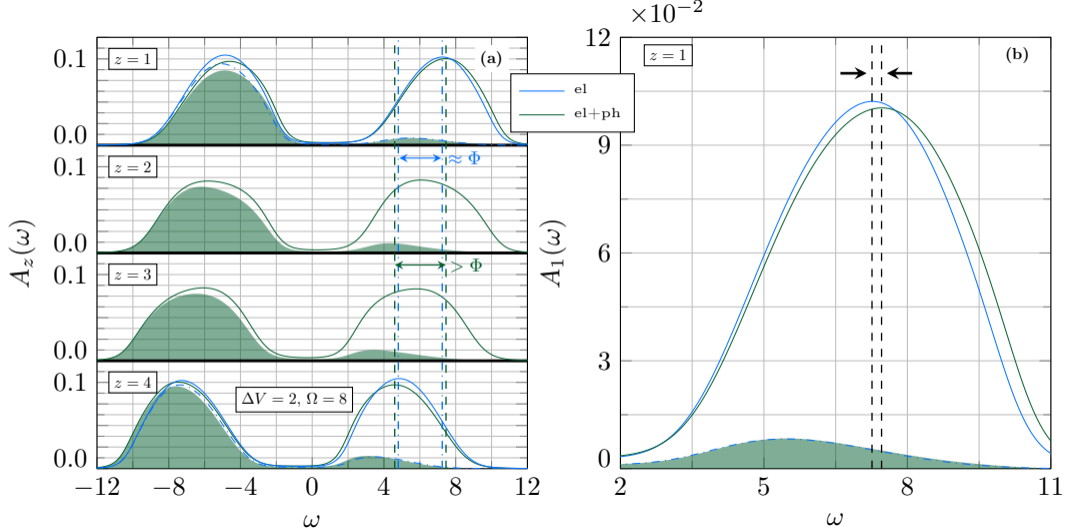 ×10⁻²
0.1
z = 1
(a)
0.0
≈ Φ
z = 2
0.1
0.0
> Φ
z = 3
0.1
0.0
z = 4
0.1
ΔV = 2, Ω = 8
0.0
A_z(ω)
−12 −8 −4 0 4 8 12
ω
el
el+ph
12
z = 1
(b)
9
6
3
0
A_1(ω)
2 5 8 11
ω